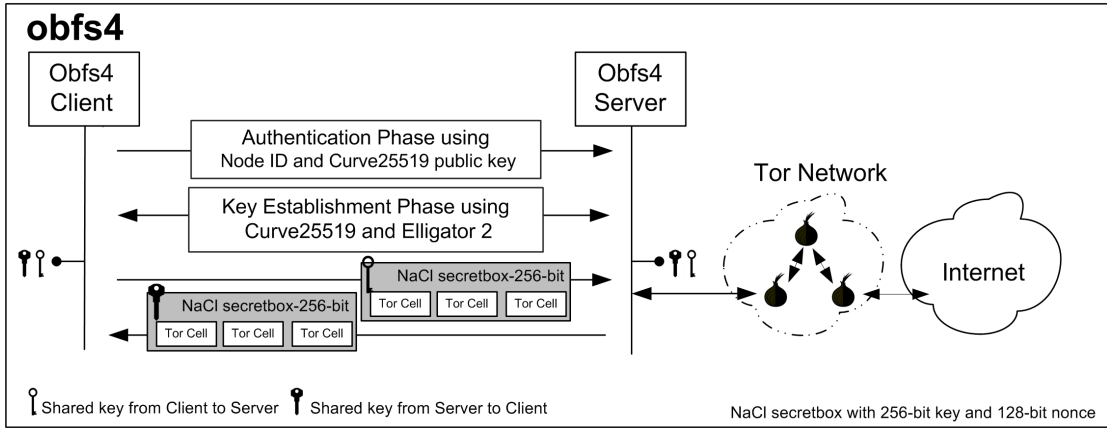 obfs4
Obfs4
Client
Obfs4
Server
Authentication Phase using
Node ID and Curve25519 public key
Tor Network
Key Establishment Phase using
Curve25519 and Elligator 2
Internet
NaCl secretbox-256-bit
Tor Cell Tor Cell Tor Cell
NaCl secretbox-256-bit
Tor Cell Tor Cell Tor Cell
Shared key from Client to Server Shared key from Server to Client
NaCl secretbox with 256-bit key and 128-bit nonce